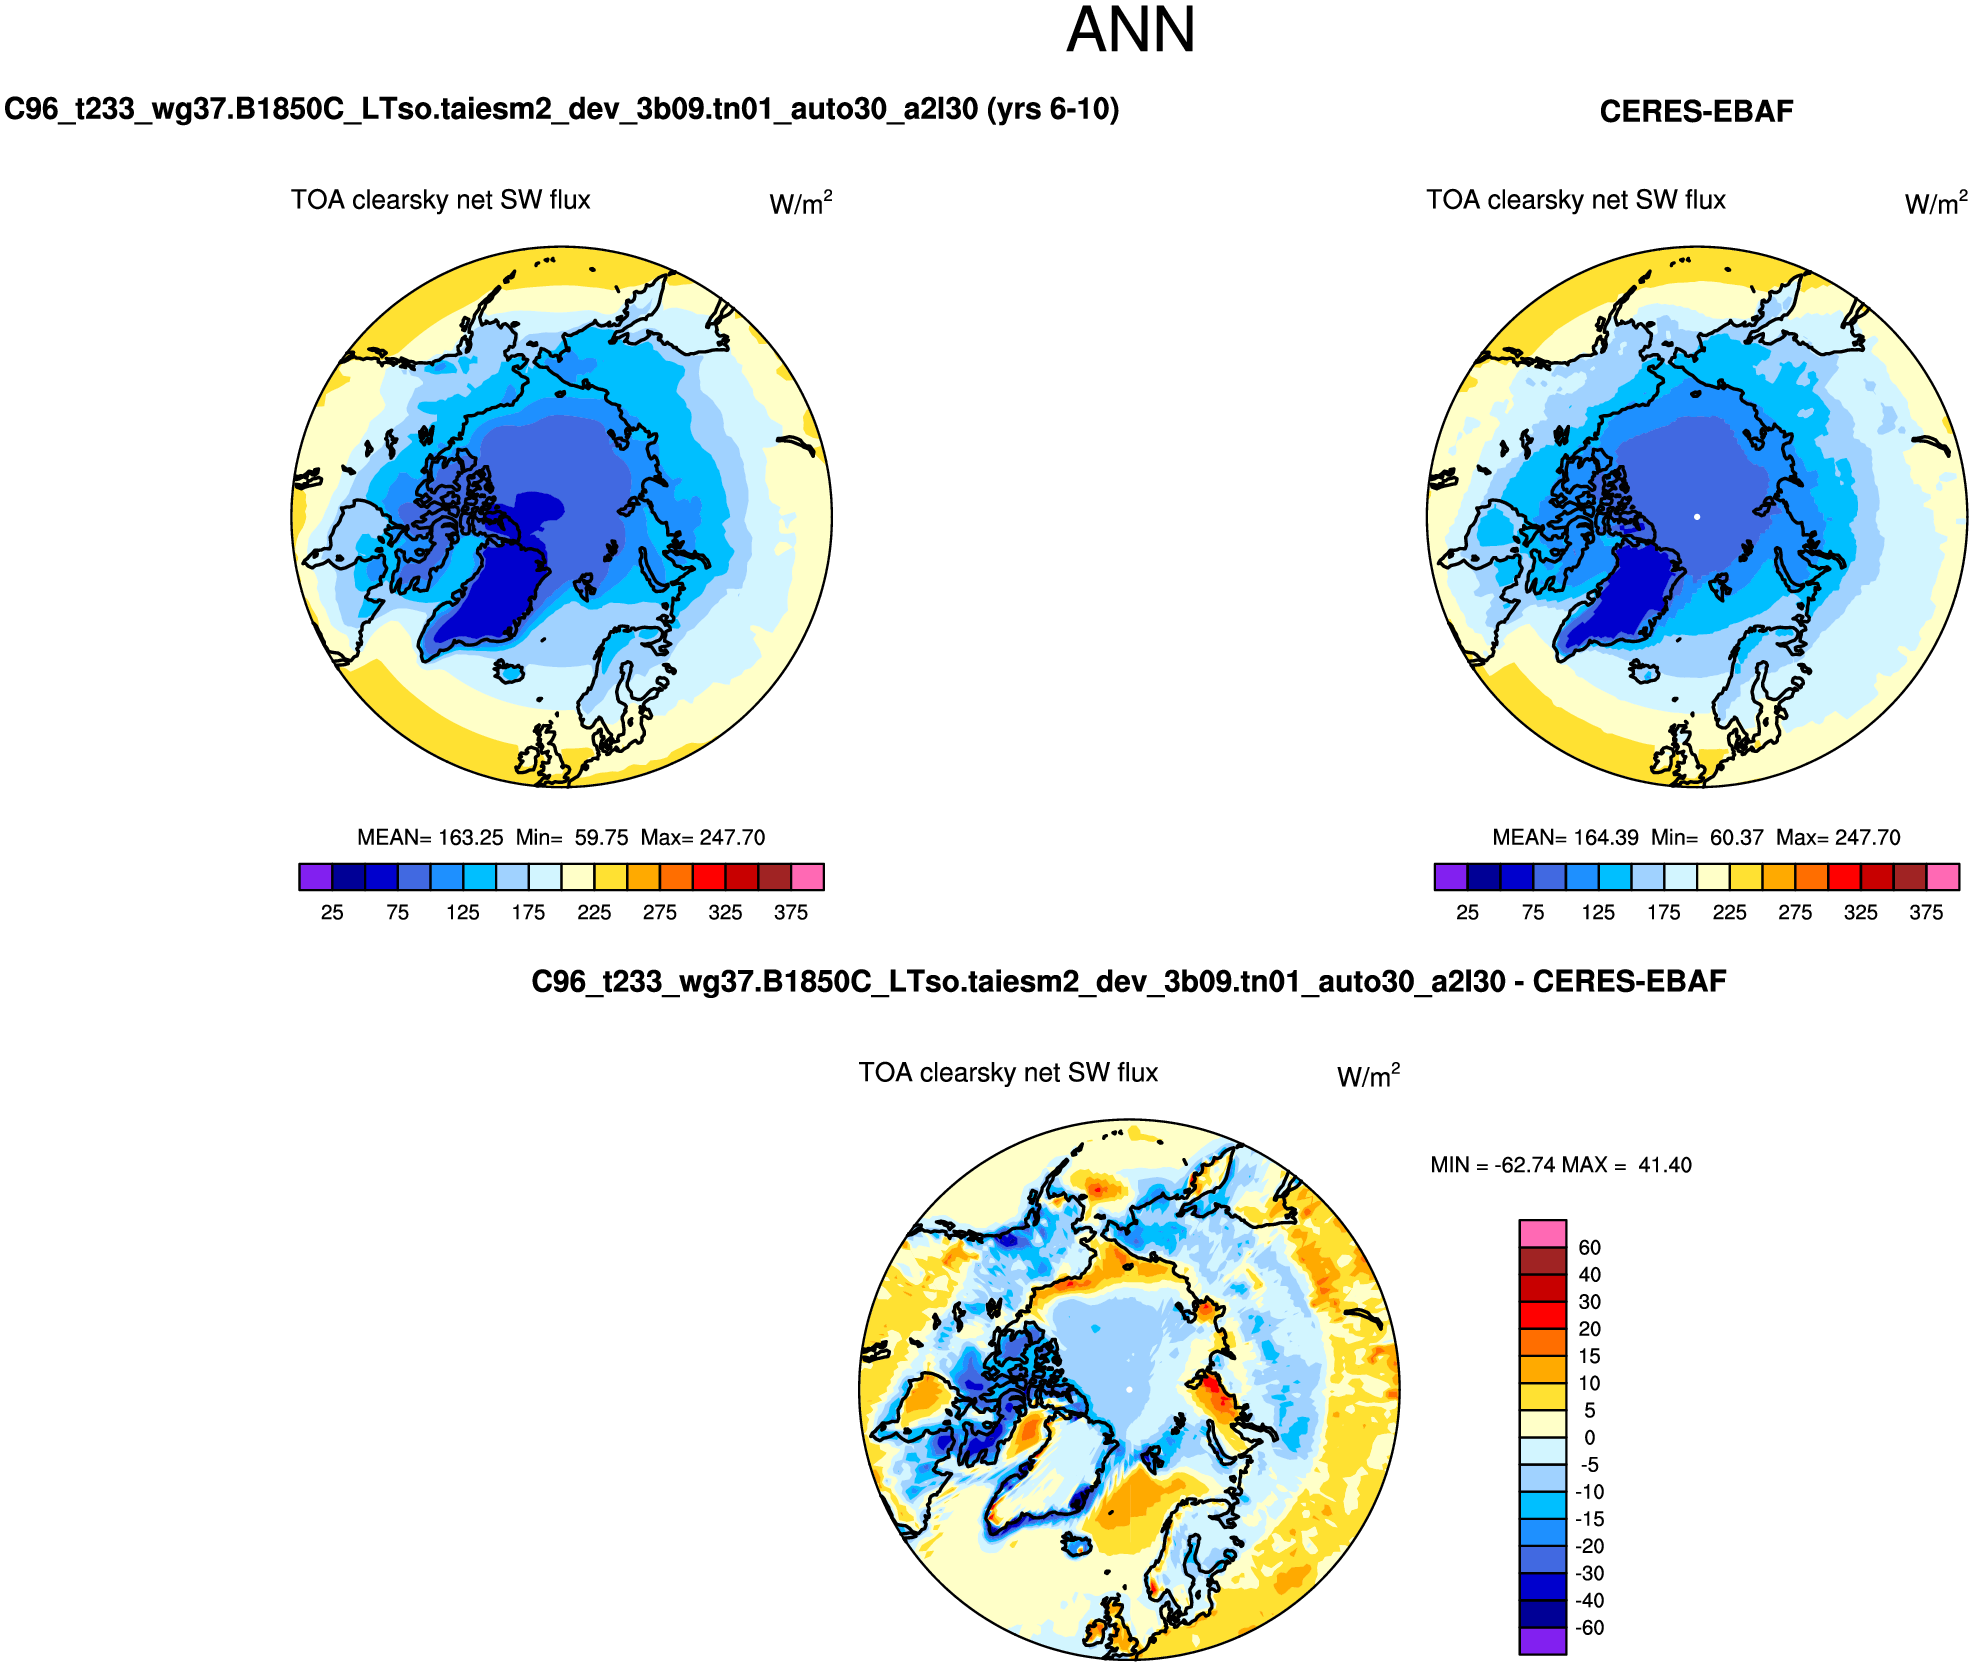 ANN
C96_t233_wg37.B1850C_LTso.taiesm2_dev_3b09.tn01_auto30_a2l30 (yrs 6-10)
CERES-EBAF
TOA clearsky net SW flux W/m²
TOA clearsky net SW flux W/m²
MEAN= 163.25 Min= 59.75 Max= 247.70
MEAN= 164.39 Min= 60.37 Max= 247.70
25 75 125 175 225 275 325 375
25 75 125 175 225 275 325 375
C96_t233_wg37.B1850C_LTso.taiesm2_dev_3b09.tn01_auto30_a2l30 - CERES-EBAF
TOA clearsky net SW flux W/m²
MIN = -62.74 MAX = 41.40
60
40
30
20
15
10
5
0
-5
-10
-15
-20
-30
-40
-60